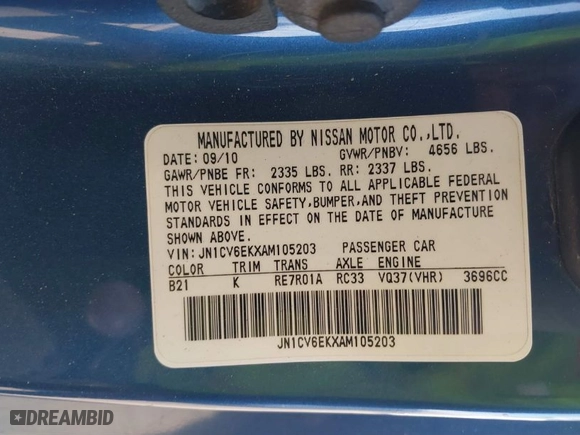 MANUFACTURED BY NISSAN MOTOR CO.,LTD.
DATE: 09/10 GVWR/PNBV: 4656 LBS.
GAWR/PNBE FR: 2335 LBS. RR: 2337 LBS.
THIS VEHICLE CONFORMS TO ALL APPLICABLE FEDERAL
MOTOR VEHICLE SAFETY,BUMPER,AND THEFT PREVENTION
STANDARDS IN EFFECT ON THE DATE OF MANUFACTURE
SHOWN ABOVE.
VIN: JN1CV6EKXAM105203 PASSENGER CAR
COLOR TRIM TRANS AXLE ENGINE
B21 K RE7R01A RC33 VQ37(VHR) 3696CC
JN1CV6EKXAM105203
DREAMBID